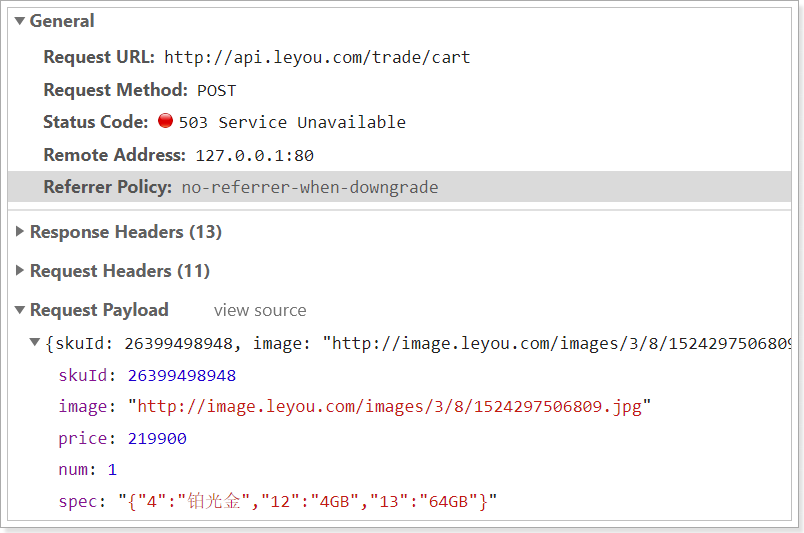 General
Request URL: http://api.leyou.com/trade/cart
Request Method: POST
Status Code: 503 Service Unavailable
Remote Address: 127.0.0.1:80
Referrer Policy: no-referrer-when-downgrade
Response Headers (13)
Request Headers (11)
Request Payload view source
{skuId: 26399498948, image: "http://image.leyou.com/images/3/8/1524297506809
skuId: 26399498948
image: "http://image.leyou.com/images/3/8/1524297506809.jpg"
price: 219900
num: 1
spec: "{"4":"铂光金","12":"4GB","13":"64GB"}"